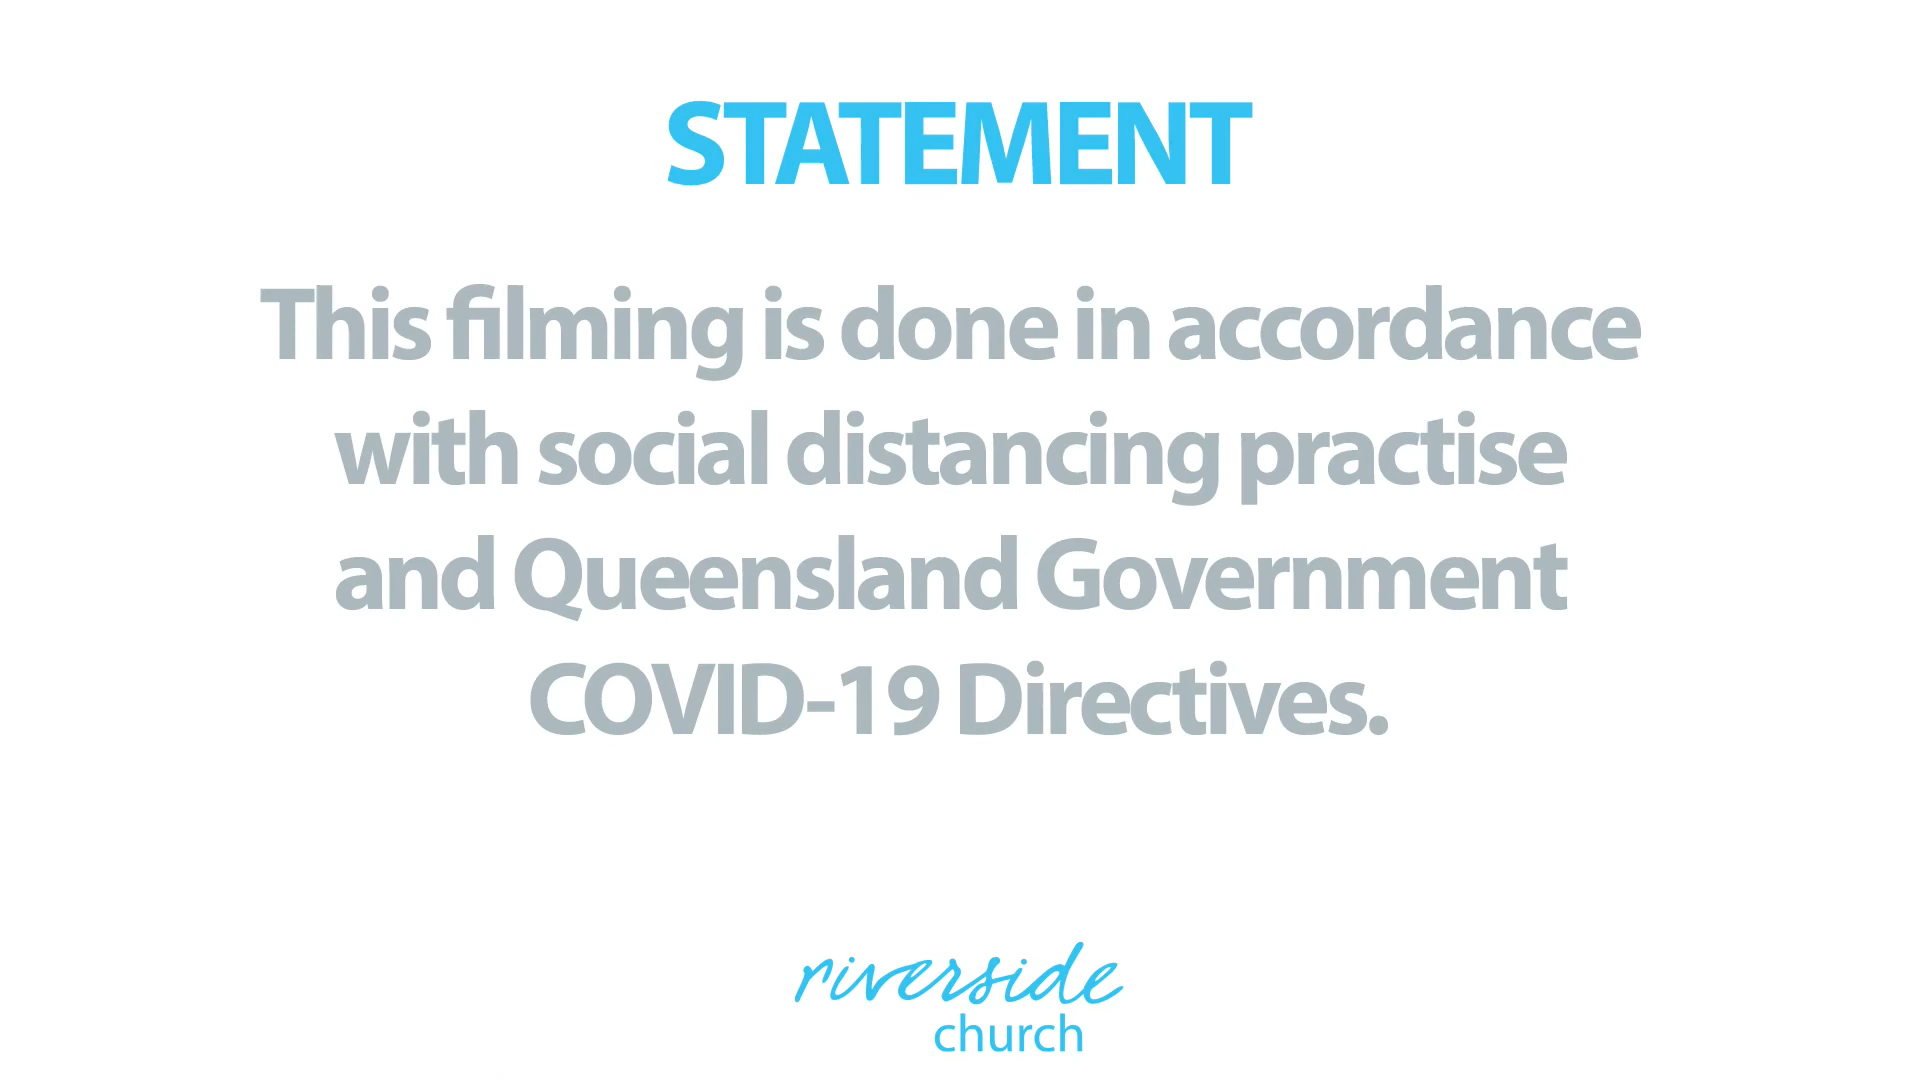 STATEMENT
This filming is done in accordance
with social distancing practise
and Queensland Government
COVID-19 Directives.
riverside
church